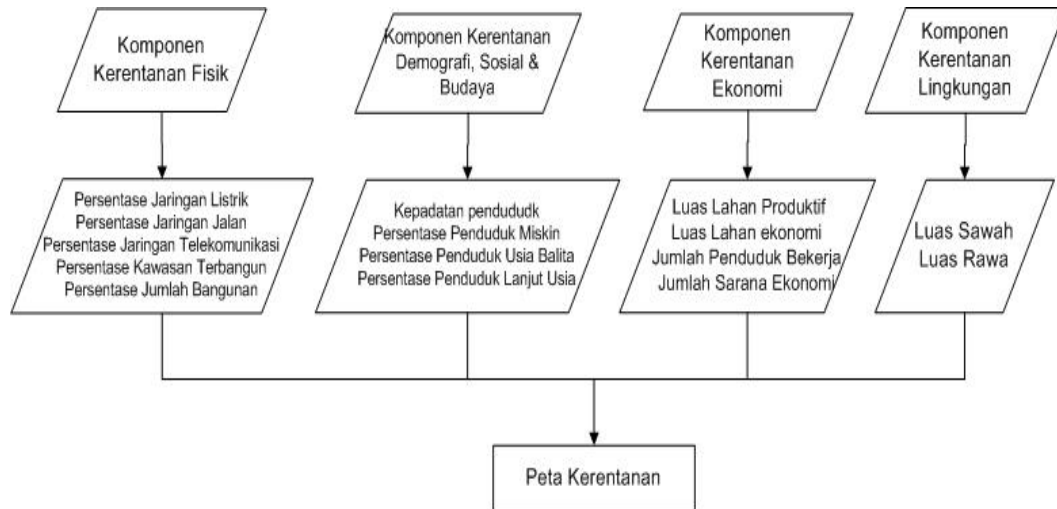 Komponen
Kerentanan Fisik
Komponen Kerentanan
Demografi, Sosial &
Budaya
Komponen
Kerentanan
Ekonomi
Komponen
Kerentanan
Lingkungan
Persentase Jaringan Listrik
Persentase Jaringan Jalan
Persentase Jaringan Telekomunikasi
Persentase Kawasan Terbangun
Persentase Jumlah Bangunan
Kepadatan pendududk
Persentase Penduduk Miskin
Persentase Penduduk Usia Balita
Persentase Penduduk Lanjut Usia
Luas Lahan Produktif
Luas Lahan ekonomi
Jumlah Penduduk Bekerja
Jumlah Sarana Ekonomi
Luas Sawah
Luas Rawa
Peta Kerentanan